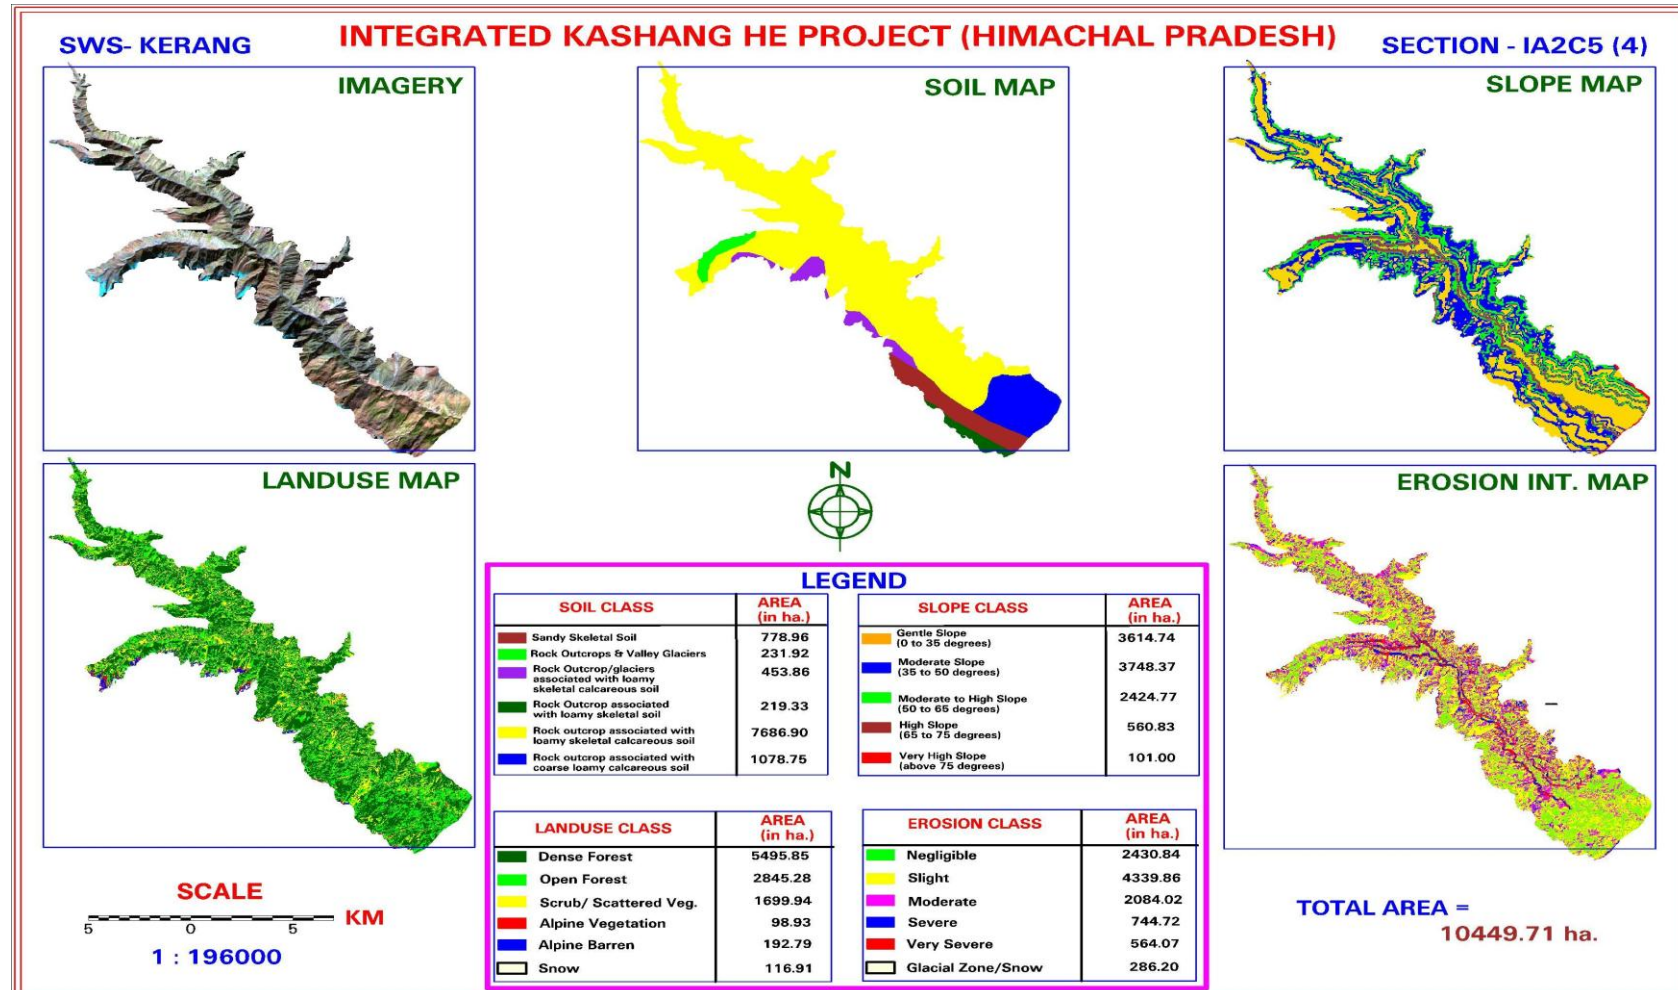 INTEGRATED KASHANG HE PROJECT (HIMACHAL PRADESH)
SWS- KERANG
SECTION - IA2C5 (4)
IMAGERY
SOIL MAP
SLOPE MAP
LANDUSE MAP
N
EROSION INT. MAP
LEGEND
SOIL CLASS AREA
(in ha.)
Sandy Skeletal Soil 778.96
Rock Outcrops & Valley Glaciers 231.92
Rock Outcrop/glaciers
associated with loamy 453.86
skeletal calcareous soil
Rock Outcrop associated
with loamy skeletal soil 219.33
Rock outcrop associated with
loamy skeletal calcareous soil 7686.90
Rock outcrop associated with
coarse loamy calcareous soil 1078.75
SLOPE CLASS AREA
(in ha.)
Gentle Slope
(0 to 35 degrees) 3614.74
Moderate Slope
(35 to 50 degrees) 3748.37
Moderate to High Slope
(50 to 65 degrees) 2424.77
High Slope
(65 to 75 degrees) 560.83
Very High Slope
(above 75 degrees) 101.00
LANDUSE CLASS AREA
(in ha.)
Dense Forest 5495.85
Open Forest 2845.28
Scrub/ Scattered Veg. 1699.94
Alpine Vegetation 98.93
Alpine Barren 192.79
Snow 116.91
EROSION CLASS AREA
(in ha.)
Negligible 2430.84
Slight 4339.86
Moderate 2084.02
Severe 744.72
Very Severe 564.07
Glacial Zone/Snow 286.20
SCALE
KM
5 0 5
1 : 196000
TOTAL AREA =
10449.71 ha.